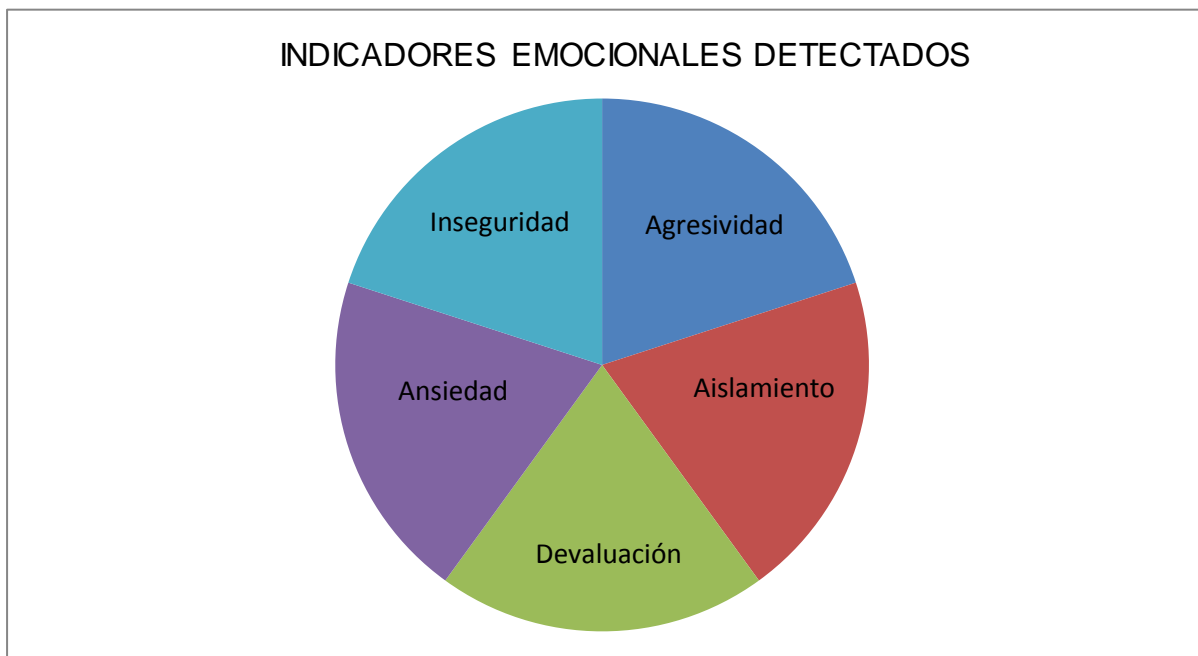 INDICADORES EMOCIONALES DETECTADOS
Inseguridad
Agresividad
Ansiedad
Aislamiento
Devaluación